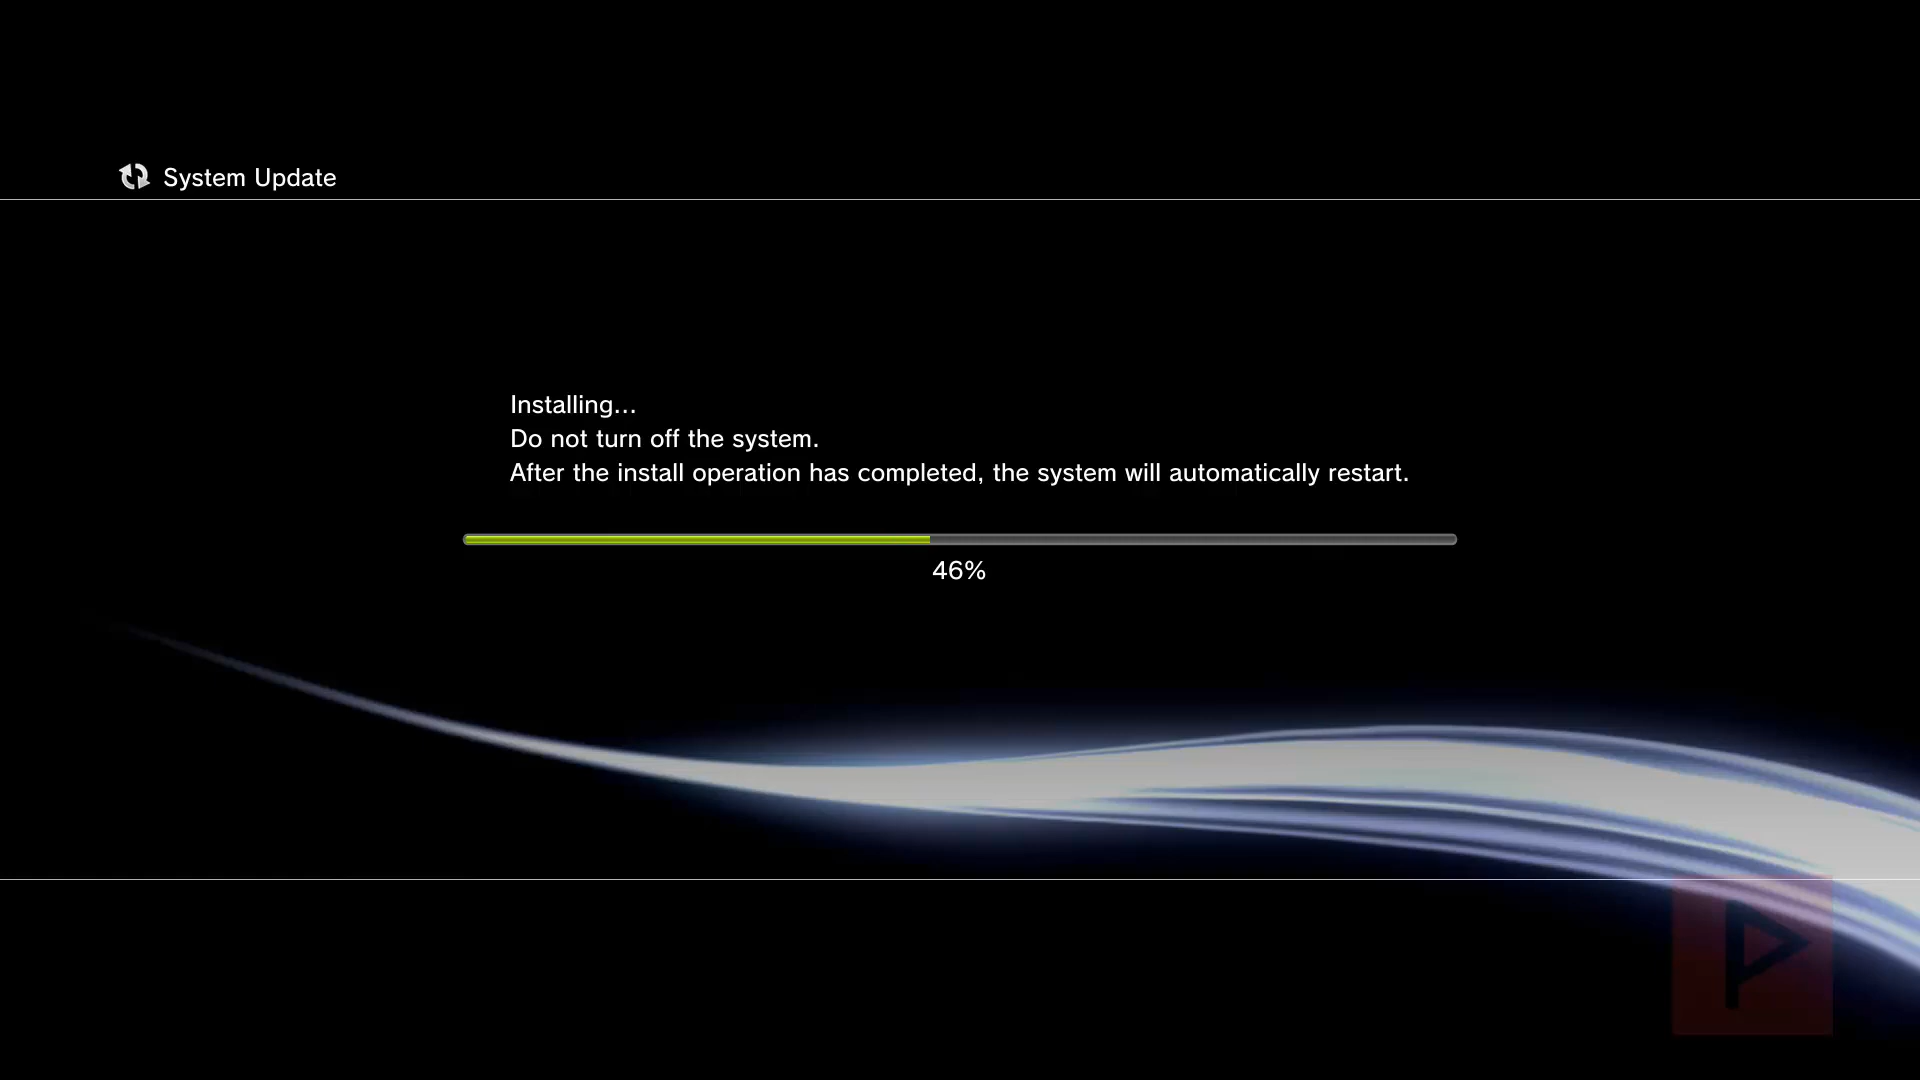 System Update
Installing...
Do not turn off the system.
After the install operation has completed, the system will automatically restart.
46%